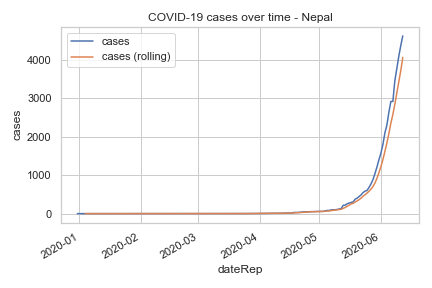 COVID-19 cases over time - Nepal
cases
cases (rolling)
4000
3000
2000
1000
0
cases
2020-01
2020-02
2020-03
2020-04
2020-05
2020-06
dateRep